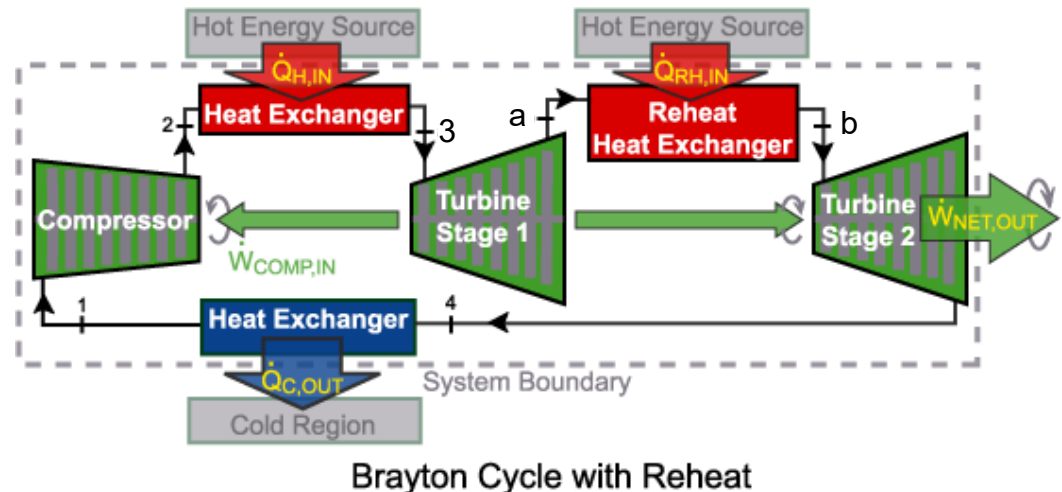 Hot Energy Source
Hot Energy Source
Q̇H,IN
Q̇RH,IN
2
Heat Exchanger
3
a
Reheat
Heat Exchanger
b
Compressor
Turbine
Stage 1
Turbine
Stage 2
ẆNET,OUT
ẆCOMP,IN
1
Heat Exchanger
4
Q̇C,OUT
System Boundary
Cold Region
Brayton Cycle with Reheat